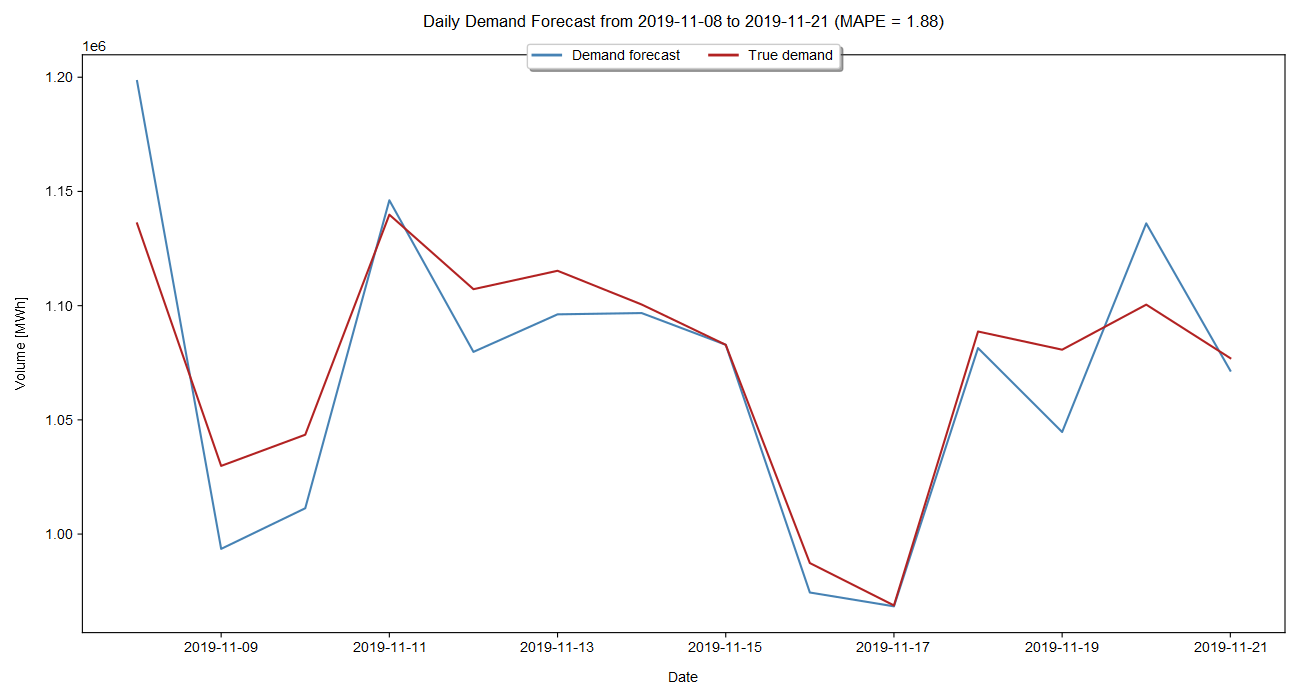 Daily Demand Forecast from 2019-11-08 to 2019-11-21 (MAPE = 1.88)
1e6
Demand forecast True demand
1.20
1.15
1.10
1.05
1.00
Volume [MWh]
2019-11-09 2019-11-11 2019-11-13 2019-11-15 2019-11-17 2019-11-19 2019-11-21
Date